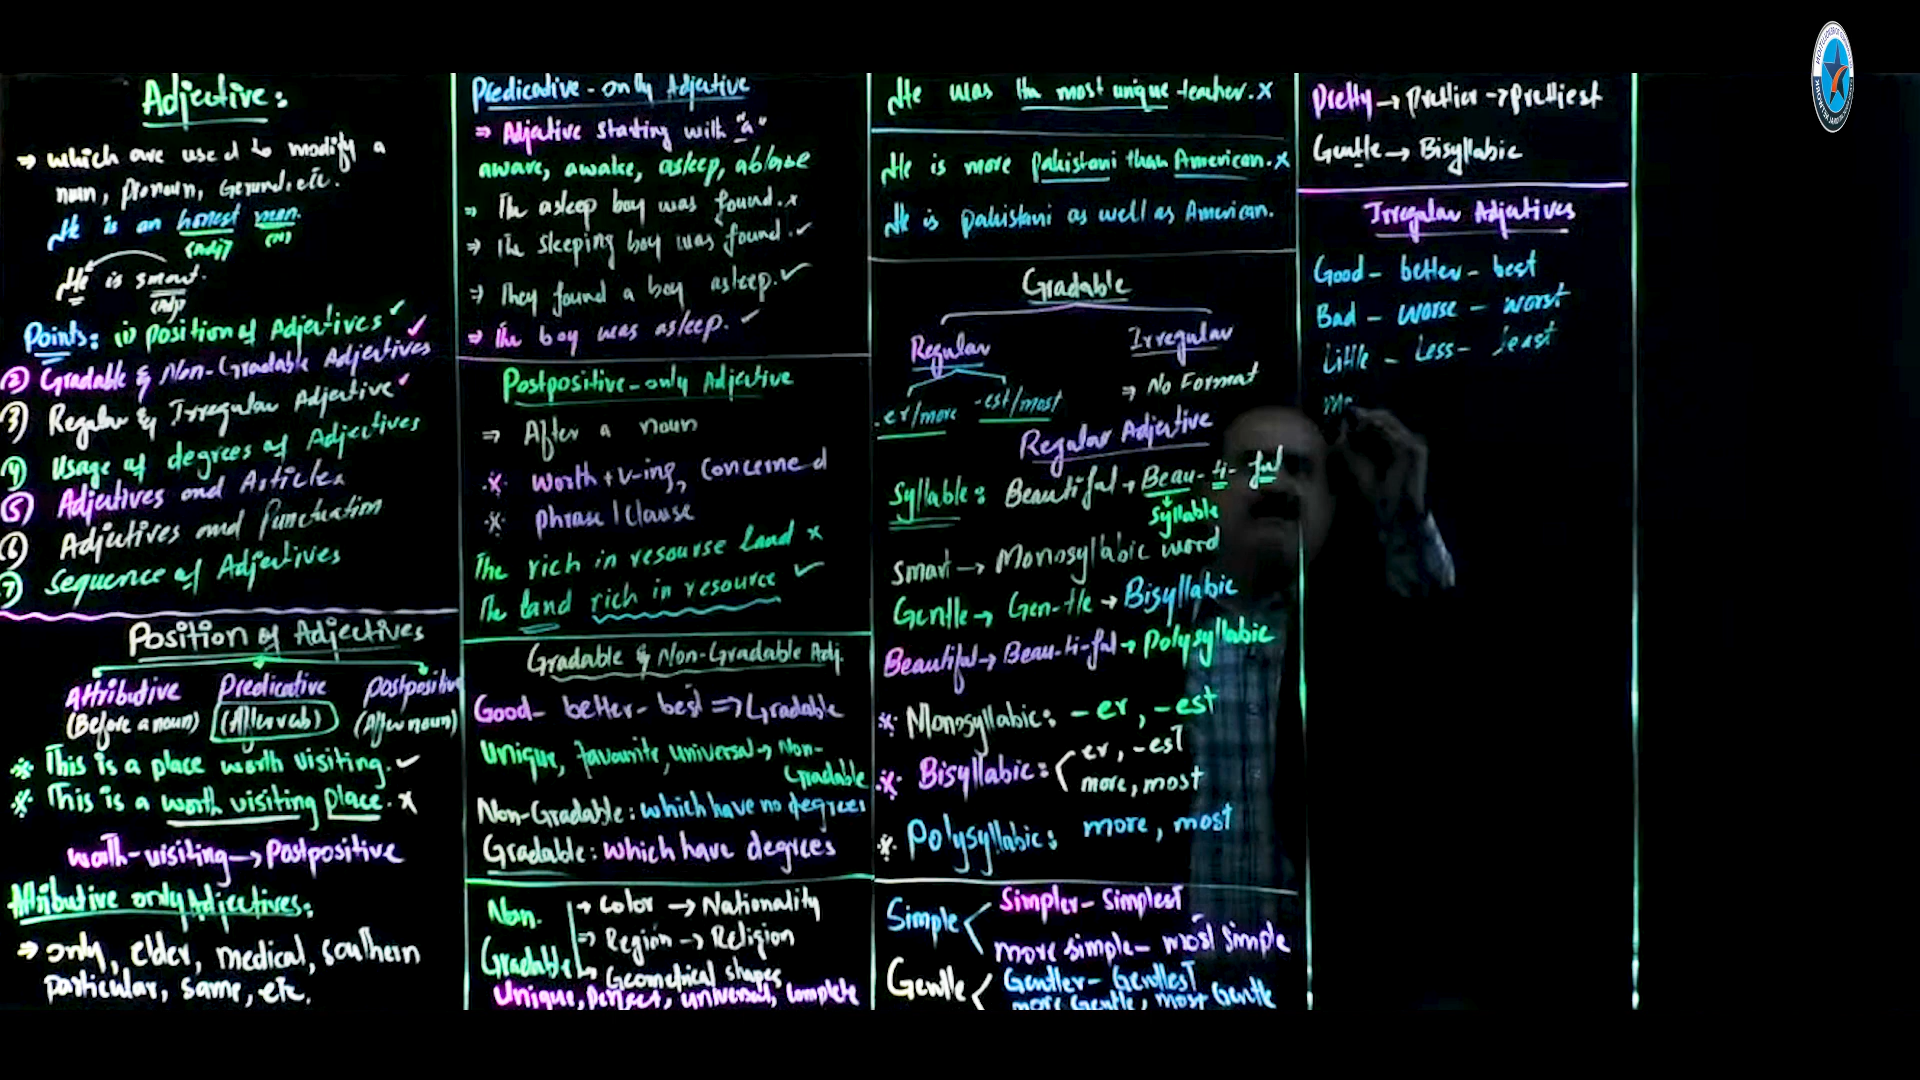 Adjective:
⇒ which are used to modify a
noun, pronoun, Gerund, etc.
He is an honest man.
(Adj) (N)
He is smart.
(Adj)
Points: (i) position of Adjectives ✓
② Gradable & Non-Gradable Adjectives ✓
③ Regular & Irregular Adjective ✓
④ Usage of degrees of Adjectives
⑤ Adjectives and Articles
⑥ Adjectives and Punctuation
⑦ Sequence of Adjectives
Position of Adjectives
Attributive Predicative Postpositive
(Before a noun) (After verb) (After noun)
* This is a place worth visiting. ✓
* This is a worth visiting place. ×
worth-visiting → Postpositive
Attributive only Adjectives:
⇒ only, elder, medical, southern
particular, same, etc.
Predicative-only Adjective
⇒ Adjective starting with "a"
aware, awake, asleep, ablaze
⇒ The asleep boy was found. ×
⇒ The sleeping boy was found. ✓
⇒ They found a boy asleep. ✓
⇒ The boy was asleep. ✓
Postpositive-only Adjective
⇒ After a noun
* worth + v-ing, concerned
* phrase / clause
The rich in resourse land ×
The land rich in resource ✓
Gradable & Non-Gradable Adj.
Good - better - best ⇒ Gradable
Unique, favourite, universal → Non-
Gradable
Non-Gradable: which have no degrees
Gradable: which have degrees
Non. → Color → Nationality
⇒ Region → Religion
Gradable → Geometrical shapes
Unique, perfect, universal, complete
He was the most unique teacher. ×
He is more pakistani than American. ×
He is pakistani as well as American.
Gradable
Regular Irregular
-er/more -est/most ⇒ No Format
Regular Adjective
Syllable: Beautiful → Beau-ti-ful
syllable
Smart → Monosyllabic word
Gentle → Gen-tle → Bisyllabic
Beautiful → Beau-ti-ful → Polysyllabic
* Monosyllabic: -er, -est
* Bisyllabic: er, -est
more, most
* Polysyllabic: more, most
Simple Simpler - Simplest
more simple - most simple
Gentle Gentler - Gentlest
more Gentle, most Gentle
Pretty → prettier → prettiest
Gentle → Bisyllabic
Irregular Adjectives
Good - better - best
Bad - worse - worst
Little - Less - least